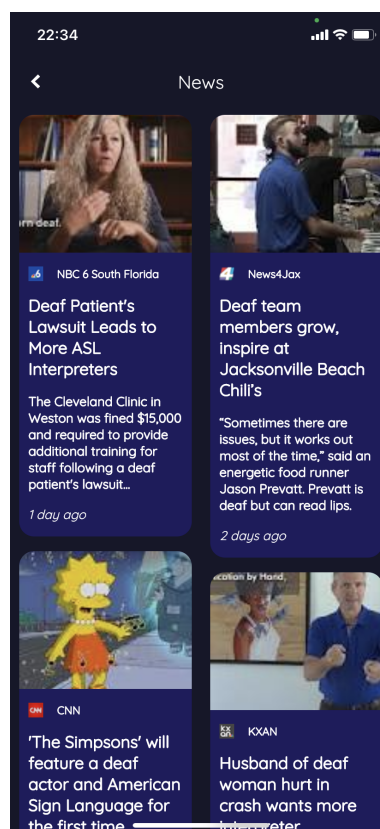 22:34
News
rn deaf.
NBC 6 South Florida
Deaf Patient's
Lawsuit Leads to
More ASL
Interpreters
The Cleveland Clinic in
Weston was fined $15,000
and required to provide
additional training for
staff following a deaf
patient's lawsuit...
1 day ago
4
News4Jax
Deaf team
members grow,
inspire at
Jacksonville Beach
Chili's
“Sometimes there are
issues, but it works out
most of the time,” said an
energetic food runner
Jason Prevatt. Prevatt is
deaf but can read lips.
2 days ago
CNN
CNN
'The Simpsons' will
feature a deaf
actor and American
Sign Language for
the first time
cation by Hand,
KXAN
KXAN
Husband of deaf
woman hurt in
crash wants more
interpreter